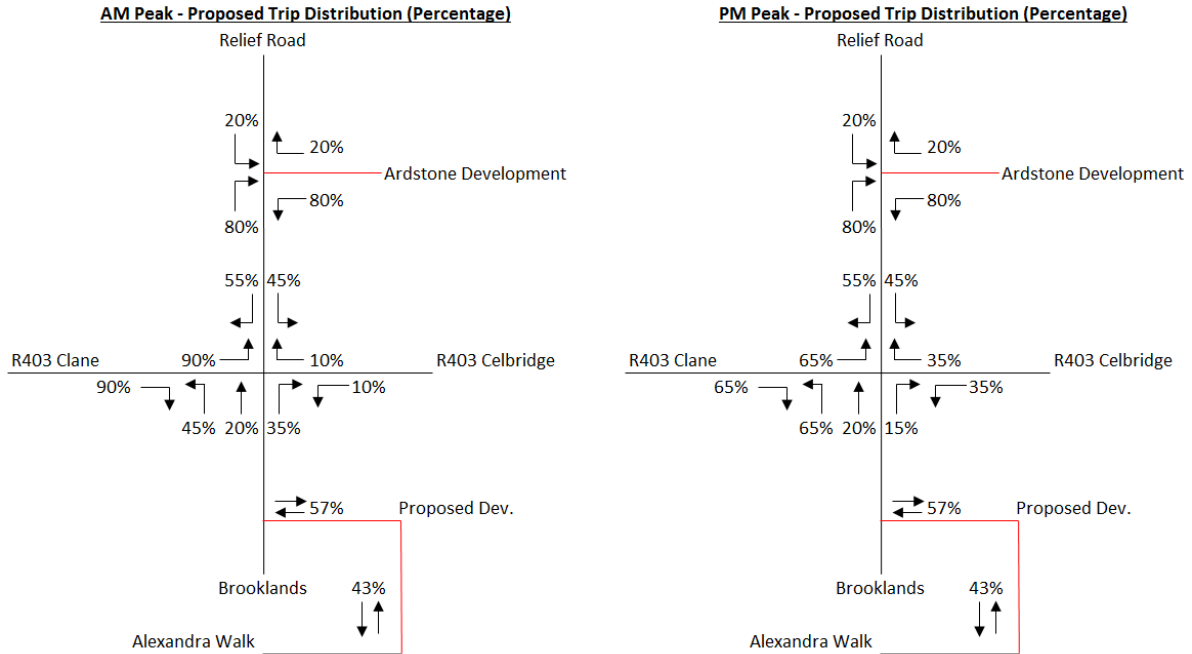 AM Peak - Proposed Trip Distribution (Percentage)
Relief Road
20%
20%
Ardstone Development
80%
80%
55% 45%
R403 Clane 90% 10% R403 Celbridge
90% 10%
45% 20% 35%
57% Proposed Dev.
Brooklands 43%
Alexandra Walk
PM Peak - Proposed Trip Distribution (Percentage)
Relief Road
20%
20%
Ardstone Development
80%
80%
55% 45%
R403 Clane 65% 35% R403 Celbridge
65% 35%
65% 20% 15%
57% Proposed Dev.
Brooklands 43%
Alexandra Walk